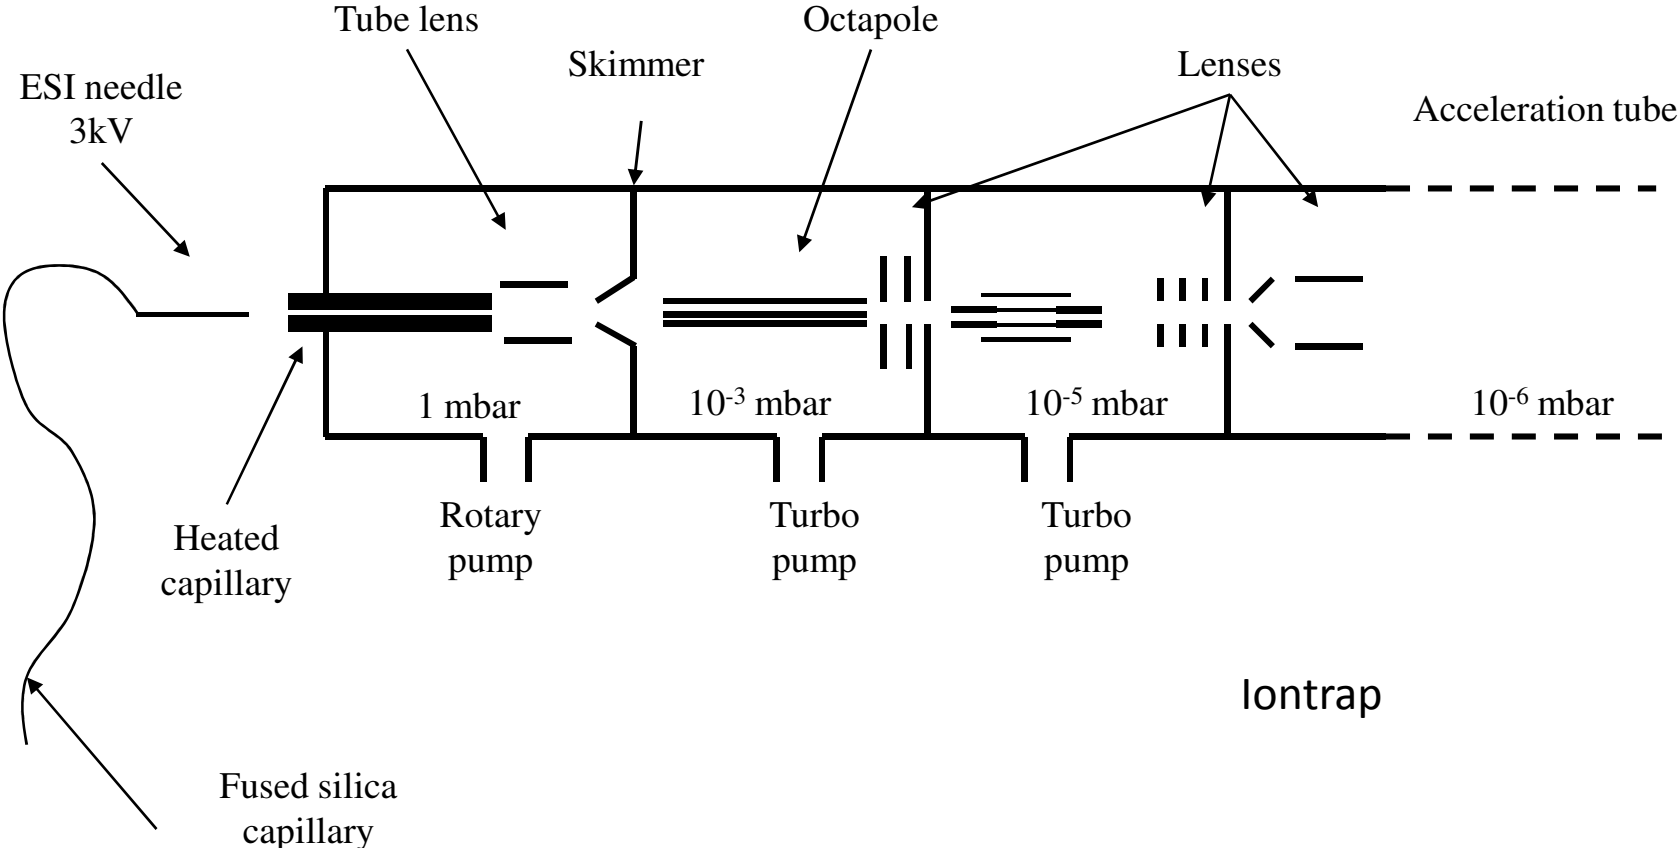 Tube lens
Octapole
Skimmer
Lenses
ESI needle
3kV
Acceleration tube
1 mbar
10-3 mbar
10-5 mbar
10-6 mbar
Rotary
pump
Turbo
pump
Turbo
pump
Heated
capillary
Iontrap
Fused silica
capillary